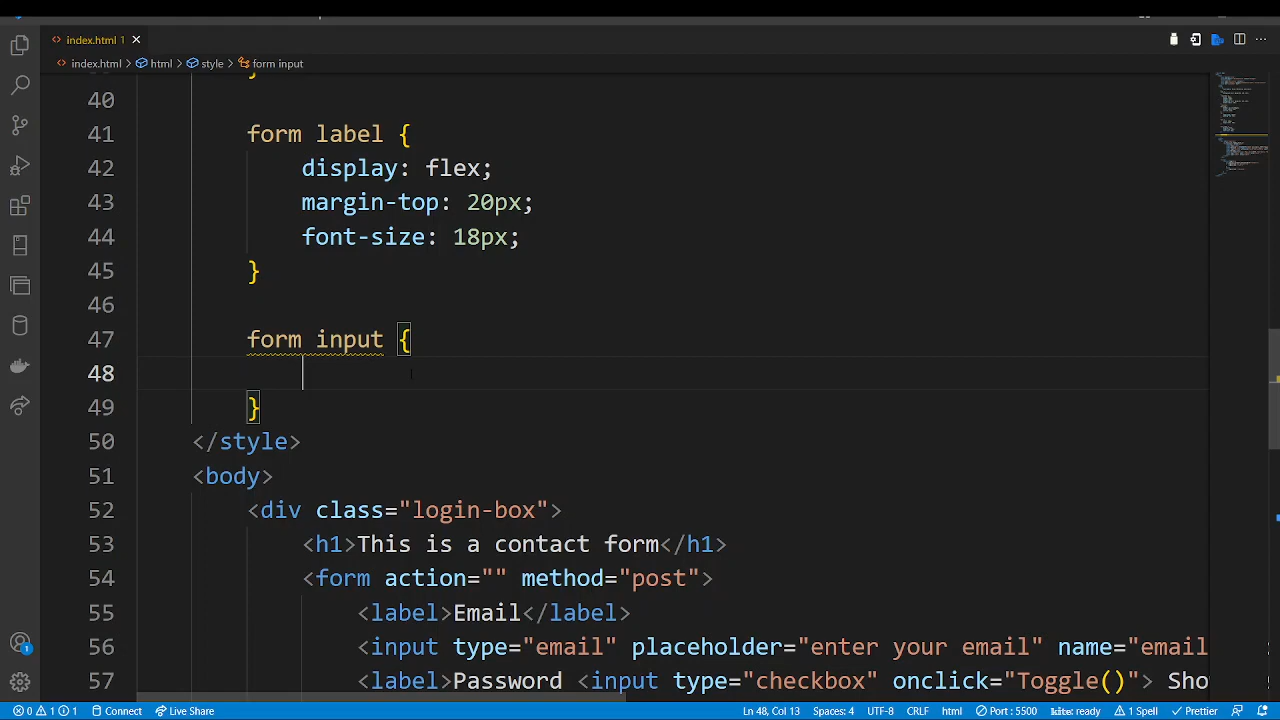 index.html 1
index.html > html > style > form input
40
41 form label {
42 display: flex;
43 margin-top: 20px;
44 font-size: 18px;
45 }
46
47 form input {
48
49 }
50 </style>
51 <body>
52 <div class="login-box">
53 <h1>This is a contact form</h1>
54 <form action="" method="post">
55 <label>Email</label>
56 <input type="email" placeholder="enter your email" name="email
57 <label>Password <input type="checkbox" onclick="Toggle()"> Sho
1
0 1 1 Connect Live Share Ln 48, Col 13 Spaces: 4 UTF-8 CRLF html Port : 5500 kite: ready 1 Spell Prettier